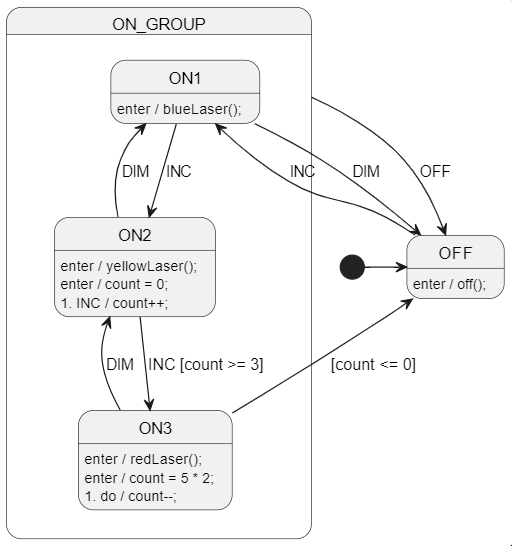 ON_GROUP
ON1
enter / blueLaser();
DIM
INC
INC
DIM
OFF
ON2
enter / yellowLaser();
enter / count = 0;
1. INC / count++;
OFF
enter / off();
DIM
INC [count >= 3]
[count <= 0]
ON3
enter / redLaser();
enter / count = 5 * 2;
1. do / count--;